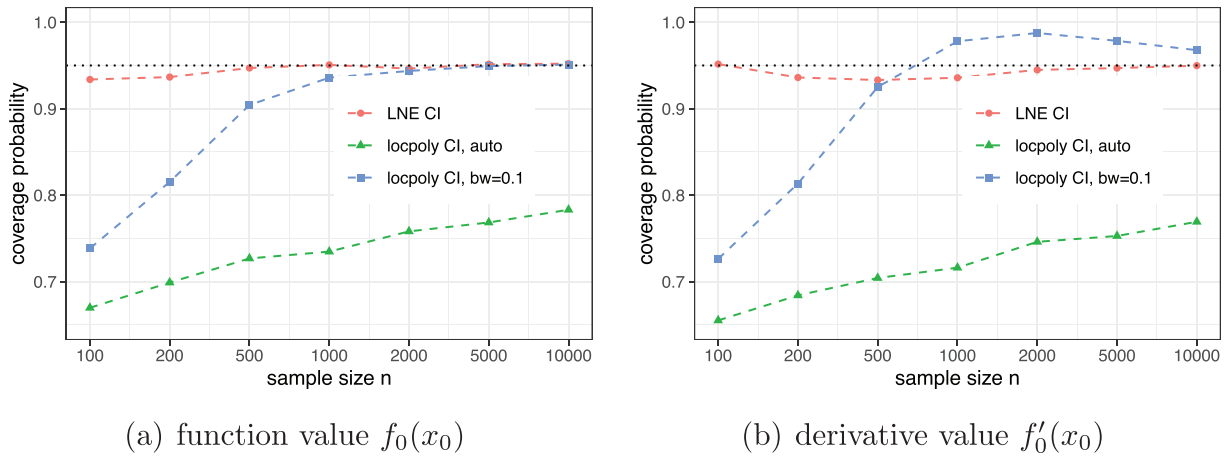 1.0
0.9
0.8
0.7
coverage probability
LNE CI
locpoly CI, auto
locpoly CI, bw=0.1
100 200 500 1000 2000 5000 10000
sample size n
(a) function value f₀(x₀)
1.0
0.9
0.8
0.7
coverage probability
LNE CI
locpoly CI, auto
locpoly CI, bw=0.1
100 200 500 1000 2000 5000 10000
sample size n
(b) derivative value f₀′(x₀)